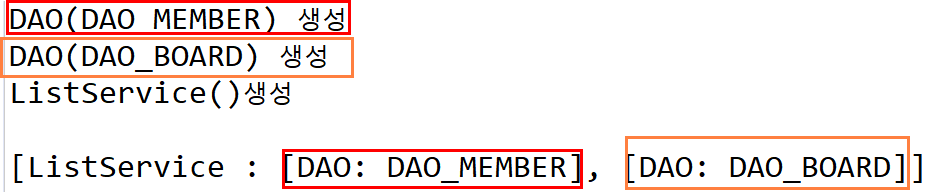 DAO(DAO_MEMBER) 생성
DAO(DAO_BOARD) 생성
ListService()생성
[ListService : [DAO: DAO_MEMBER], [DAO: DAO_BOARD]]